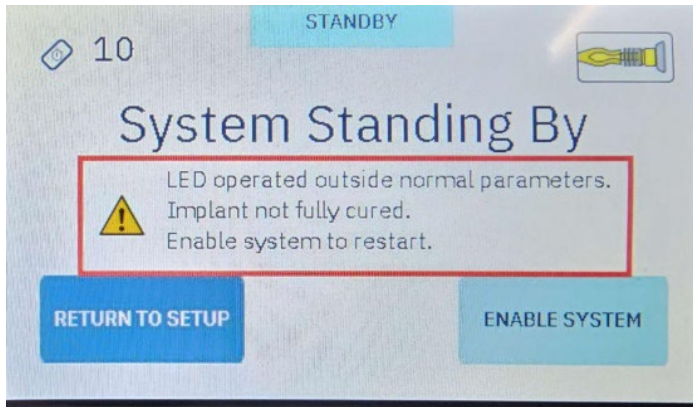 STANDBY
10
System Standing By
LED operated outside normal parameters.
Implant not fully cured.
Enable system to restart.
RETURN TO SETUP
ENABLE SYSTEM